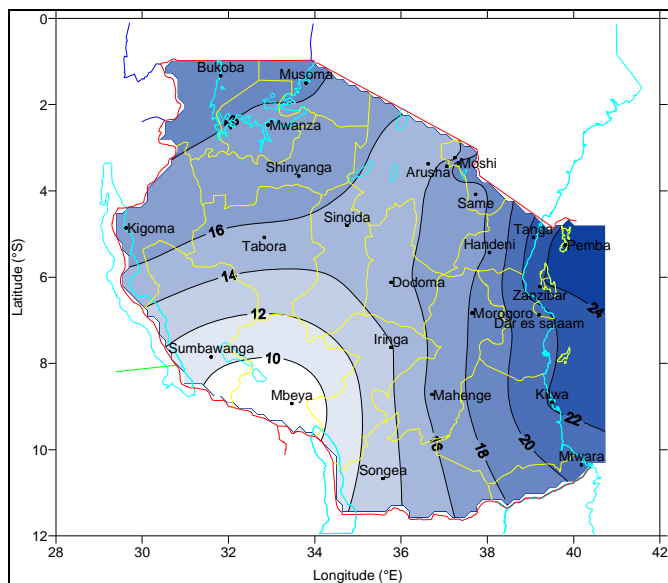 0
2
4
6
8
10
12
Latitude (°S)
Bukoba
Musoma
18
Mwanza
Shinyanga
Arusha
Moshi
Same
Kigoma
16
Singida
Tabora
Handeni
Tanga
Pemba
14
Dodoma
Zanzibar
24
12
Morogoro
Dar es salaam
Iringa
Sumbawanga
10
Mbeya
Mahenge
Kilwa
22
16
18
20
Mtwara
Songea
28
30
32
34
36
38
40
42
Longitude (°E)